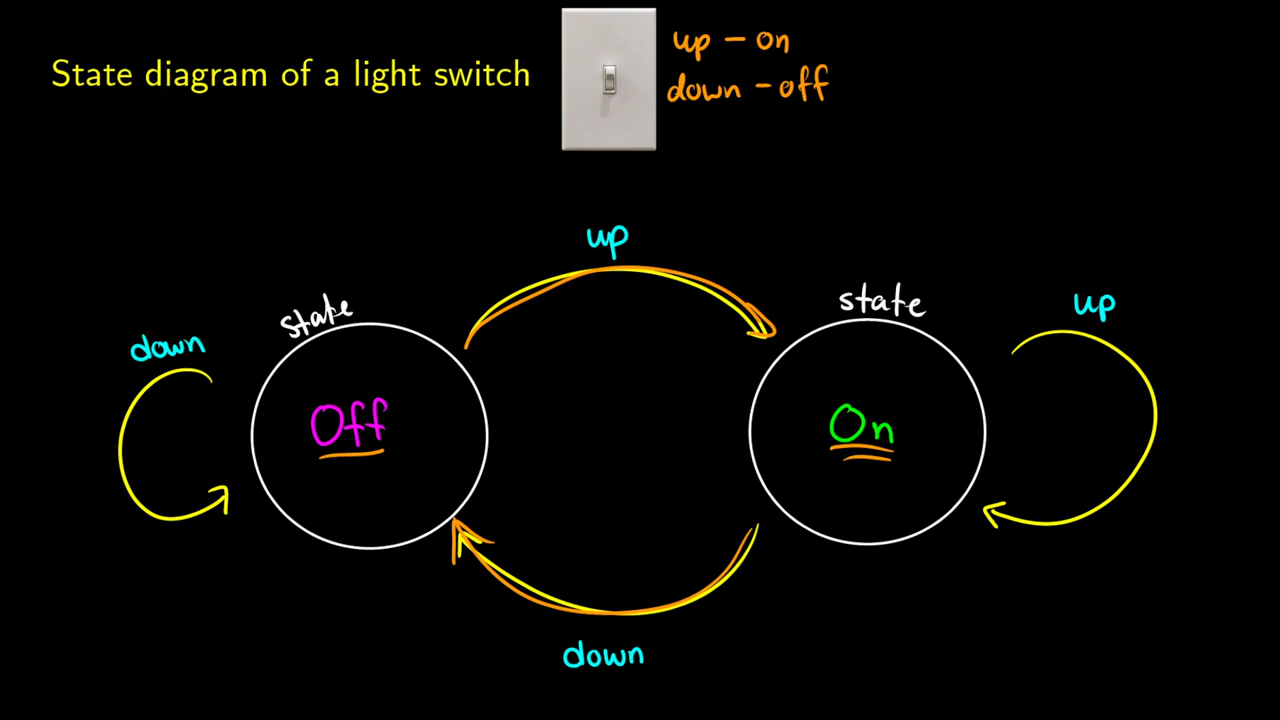 State diagram of a light switch
up - on
down - off
up
state
state
up
down
Off
On
down